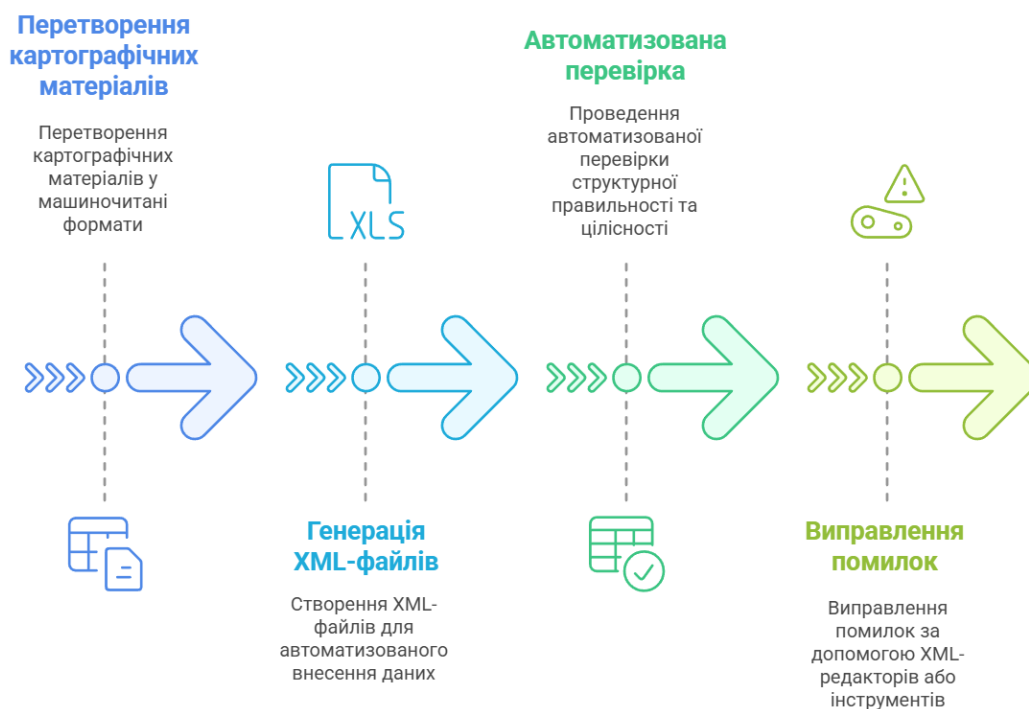 Перетворення
картографічних
матеріалів
Перетворення
картографічних
матеріалів у
машиночитані
формати
XLS
Генерація
XML-файлів
Створення XML-
файлів для
автоматизованого
внесення даних
Автоматизована
перевірка
Проведення
автоматизованої
перевірки
структурної
правильності та
цілісності
Виправлення
помилок
Виправлення
помилок за
допомогою XML-
редакторів або
інструментів